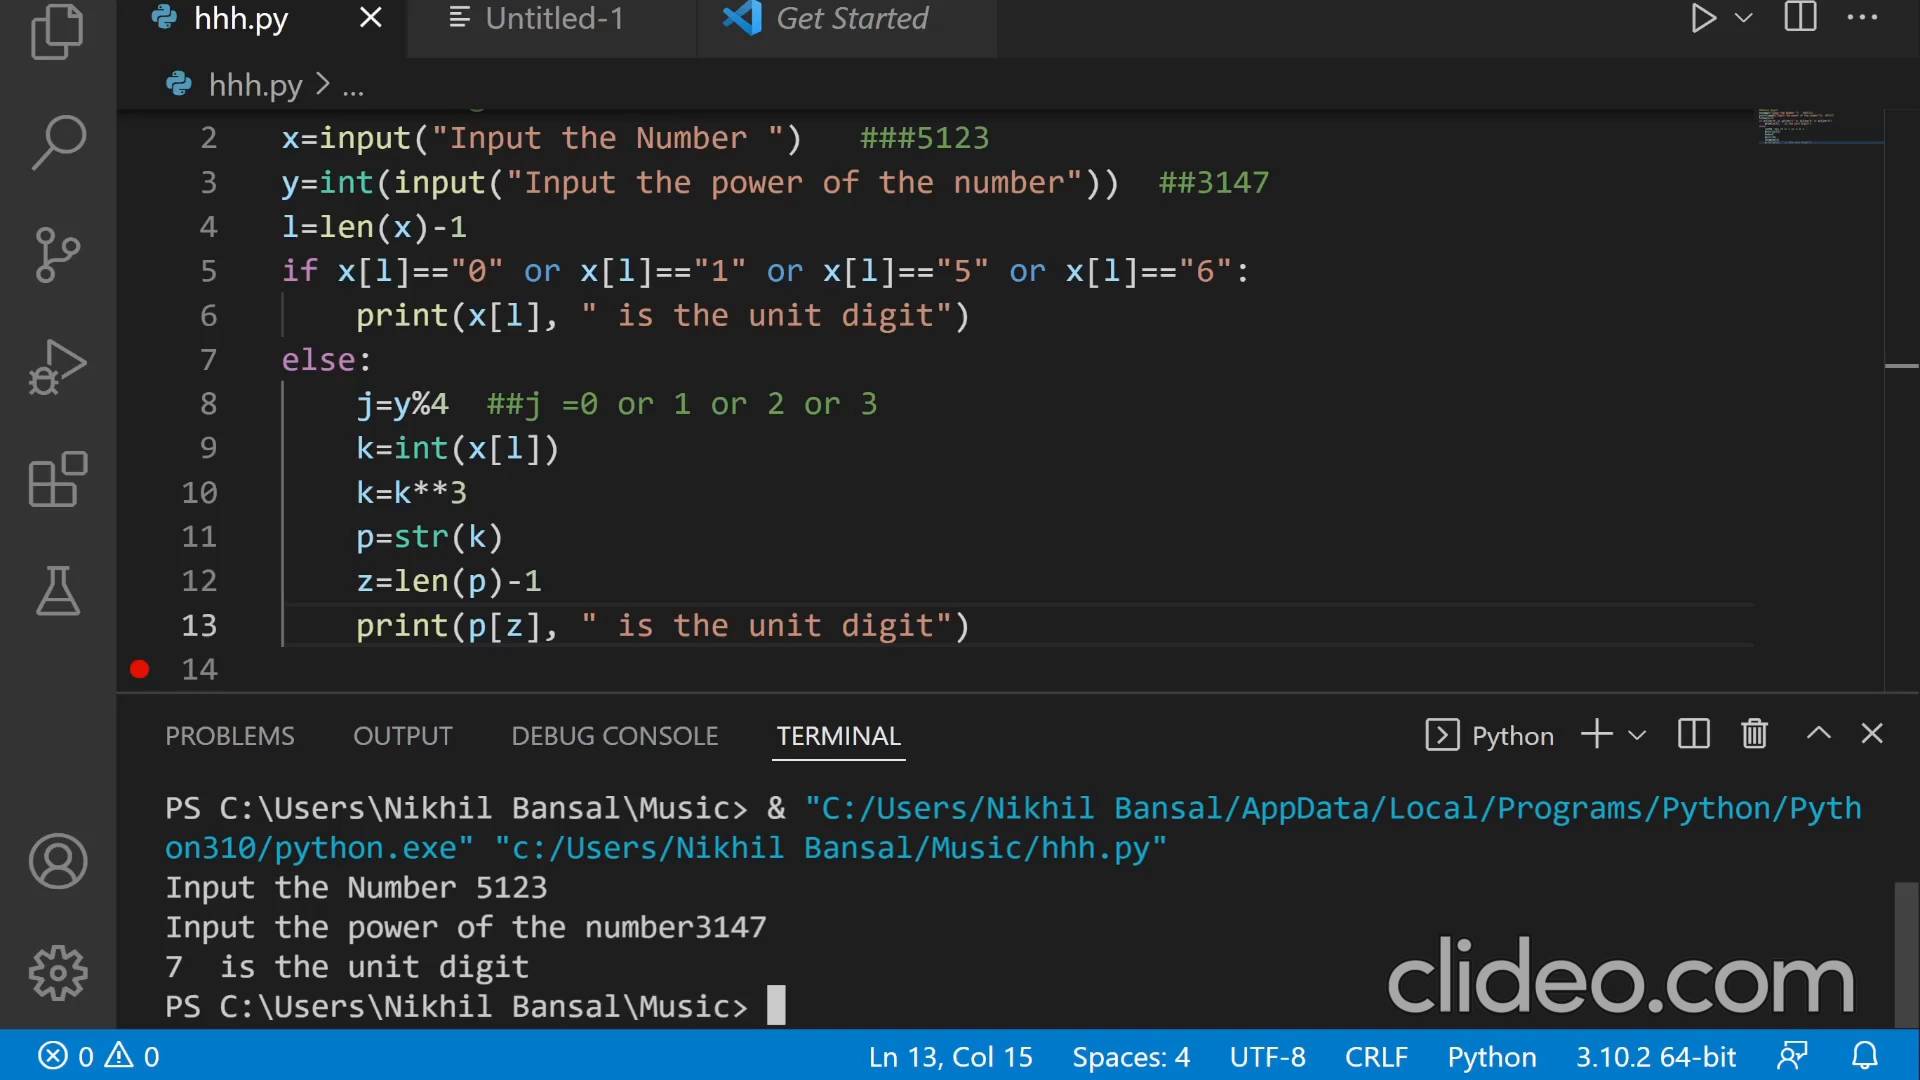 hhh.py Untitled-1 Get Started
hhh.py > ...
2 x=input("Input the Number ") ###5123
3 y=int(input("Input the power of the number")) ##3147
4 l=len(x)-1
5 if x[l]=="0" or x[l]=="1" or x[l]=="5" or x[l]=="6":
6 print(x[l], " is the unit digit")
7 else:
8 j=y%4 ##j =0 or 1 or 2 or 3
9 k=int(x[l])
10 k=k**3
11 p=str(k)
12 z=len(p)-1
13 print(p[z], " is the unit digit")
14
PROBLEMS OUTPUT DEBUG CONSOLE TERMINAL Python
PS C:\Users\Nikhil Bansal\Music> & "C:/Users/Nikhil Bansal/AppData/Local/Programs/Python/Pyth
on310/python.exe" "c:/Users/Nikhil Bansal/Music/hhh.py"
Input the Number 5123
Input the power of the number3147
7  is the unit digit
PS C:\Users\Nikhil Bansal\Music>
clideo.com
0 0 Ln 13, Col 15 Spaces: 4 UTF-8 CRLF Python 3.10.2 64-bit